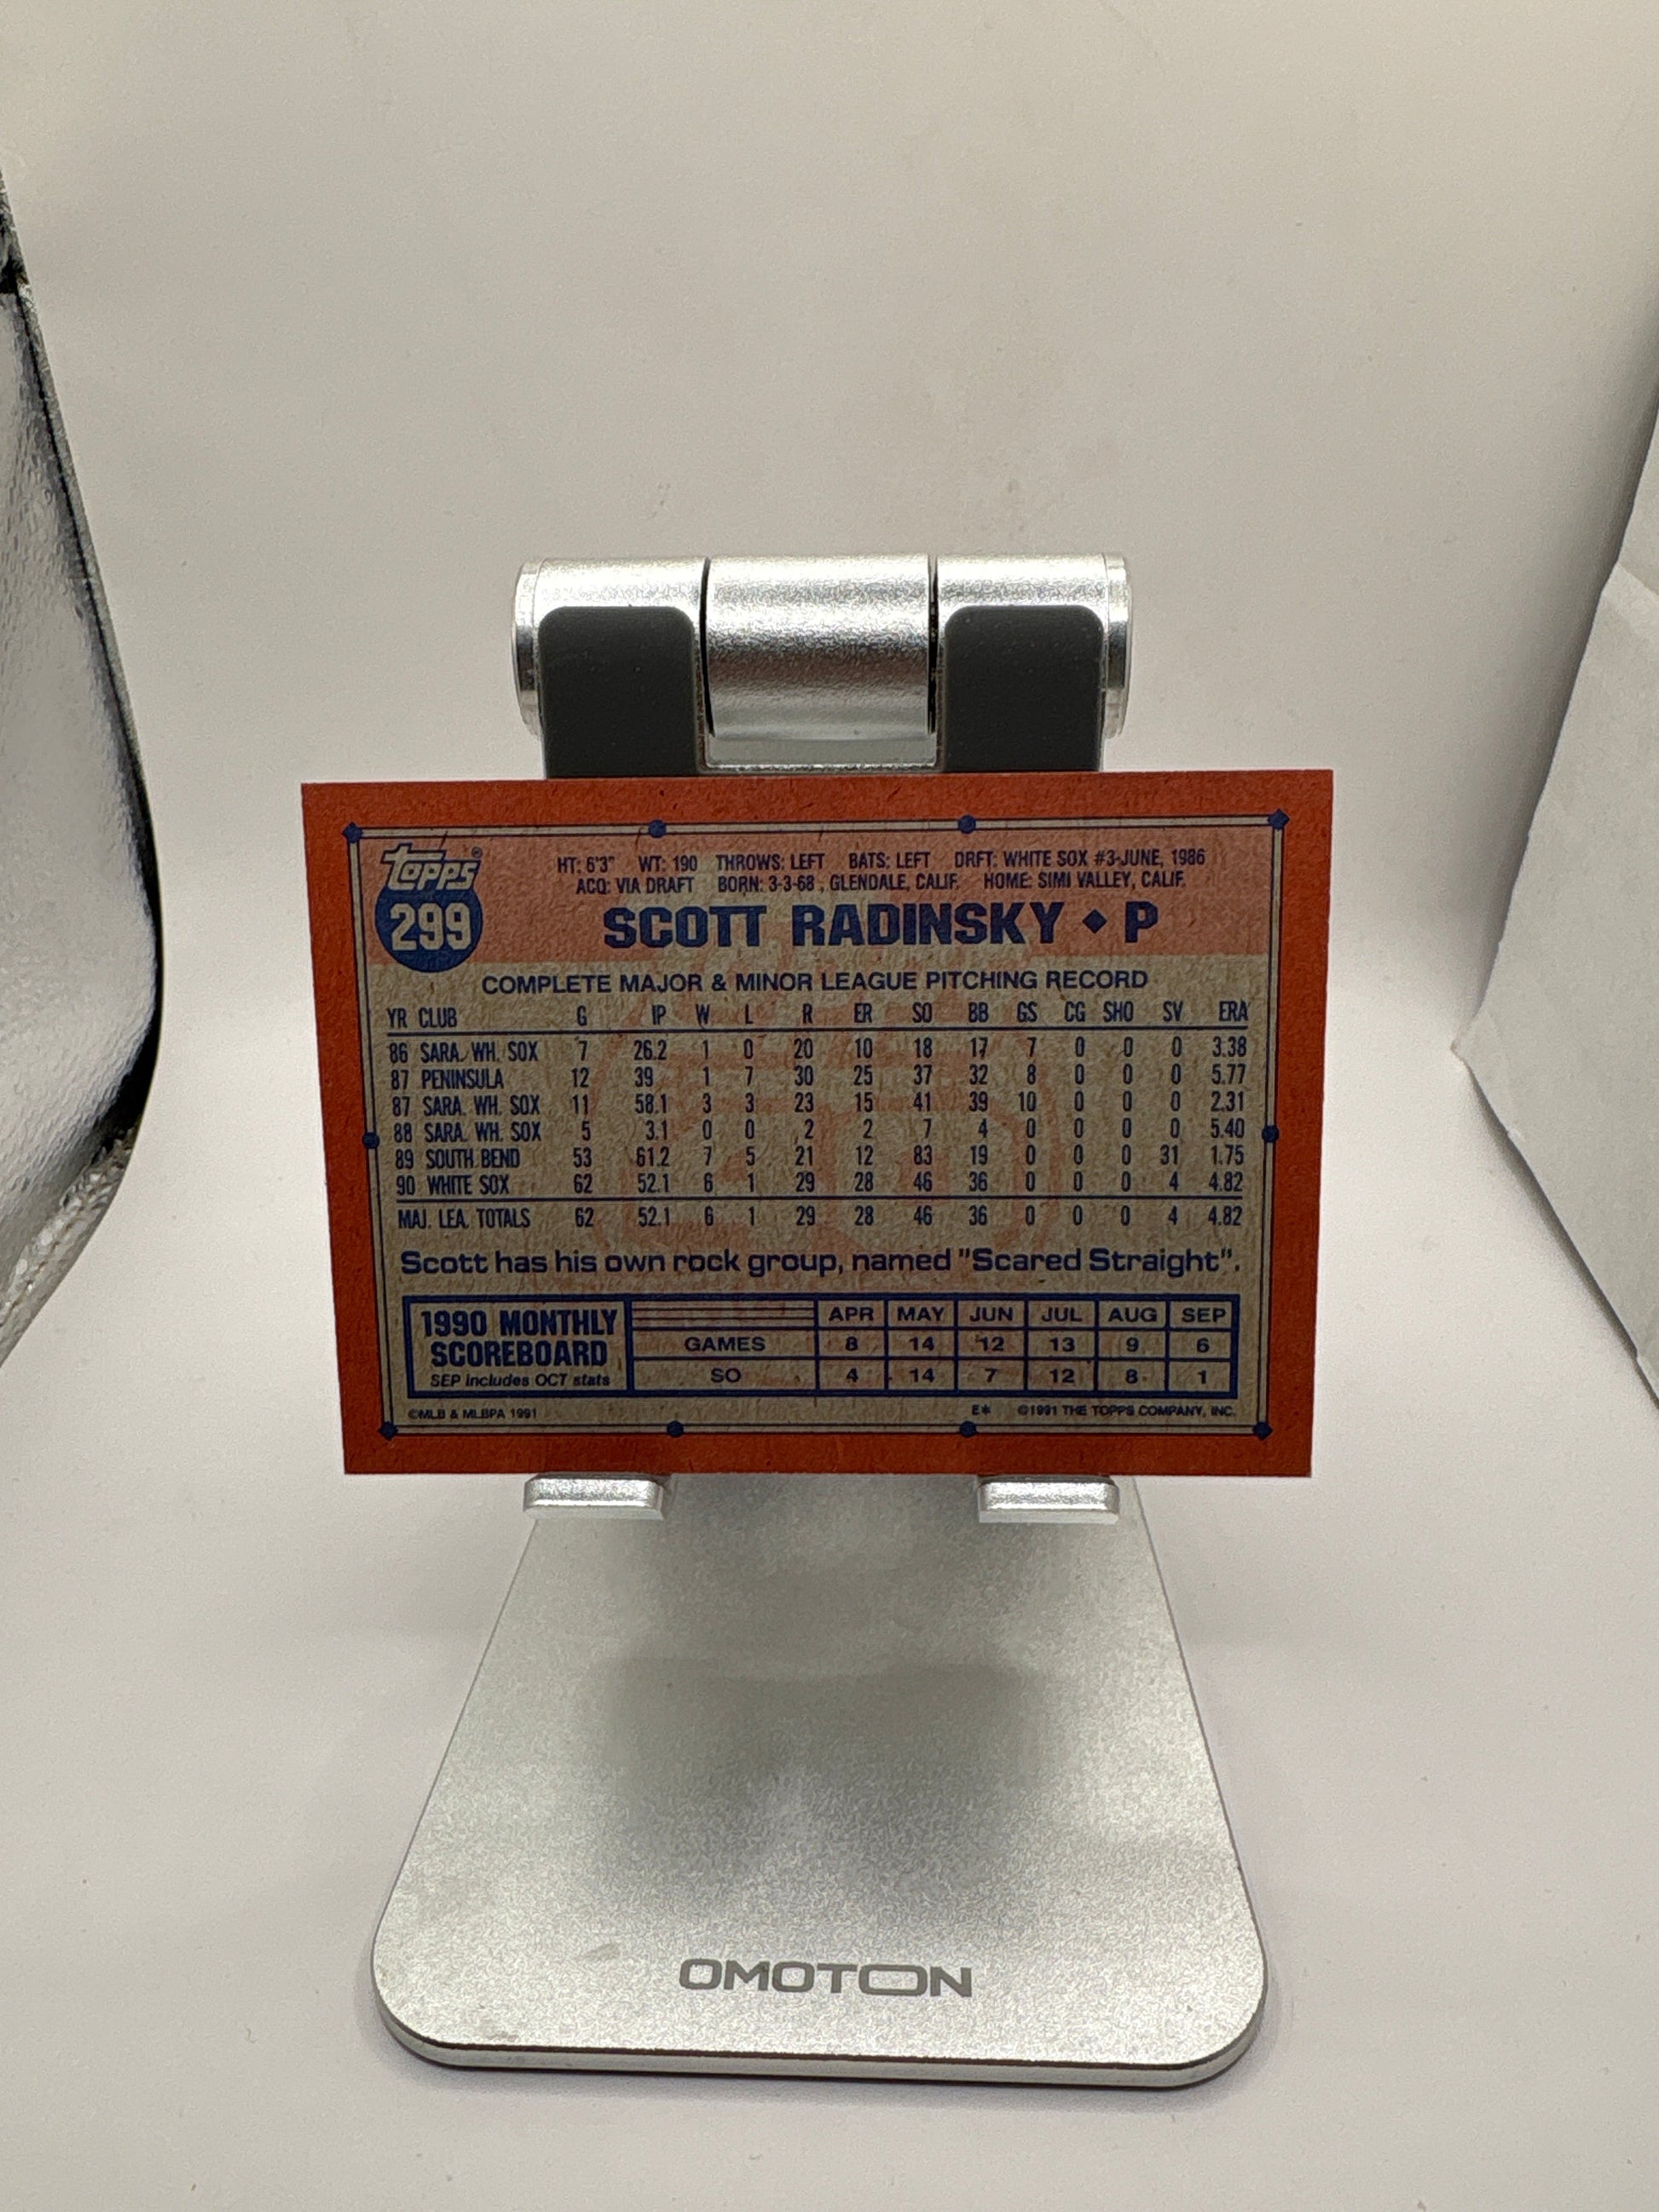 topps®
299
HT: 6'3" WT: 190 THROWS: LEFT BATS: LEFT DRFT: WHITE SOX #3-JUNE, 1986
ACQ: VIA DRAFT BORN: 3-3-68, GLENDALE, CALIF. HOME: SIMI VALLEY, CALIF.
SCOTT RADINSKY ◆ P
COMPLETE MAJOR & MINOR LEAGUE PITCHING RECORD
YR CLUB G IP W L R ER SO BB GS CG SHO SV ERA
86 SARA. WH. SOX 7 26.2 1 0 20 10 18 17 7 0 0 0 3.38
87 PENINSULA 12 39 1 7 30 25 37 32 8 0 0 0 5.77
87 SARA. WH. SOX 11 58.1 3 3 23 15 41 39 10 0 0 0 2.31
88 SARA. WH. SOX 5 3.1 0 0 2 2 7 4 0 0 0 0 5.40
89 SOUTH BEND 53 61.2 7 5 21 12 83 19 0 0 0 31 1.75
90 WHITE SOX 62 52.1 6 1 29 28 46 36 0 0 0 4 4.82
MAJ. LEA. TOTALS 62 52.1 6 1 29 28 46 36 0 0 0 4 4.82
Scott has his own rock group, named "Scared Straight".
1990 MONTHLY
SCOREBOARD
SEP includes OCT stats
APR MAY JUN JUL AUG SEP
GAMES 8 14 12 13 9 6
SO 4 14 7 12 8 1
©MLB & MLBPA 1991 E* ©1991 THE TOPPS COMPANY, INC.
OMOTON